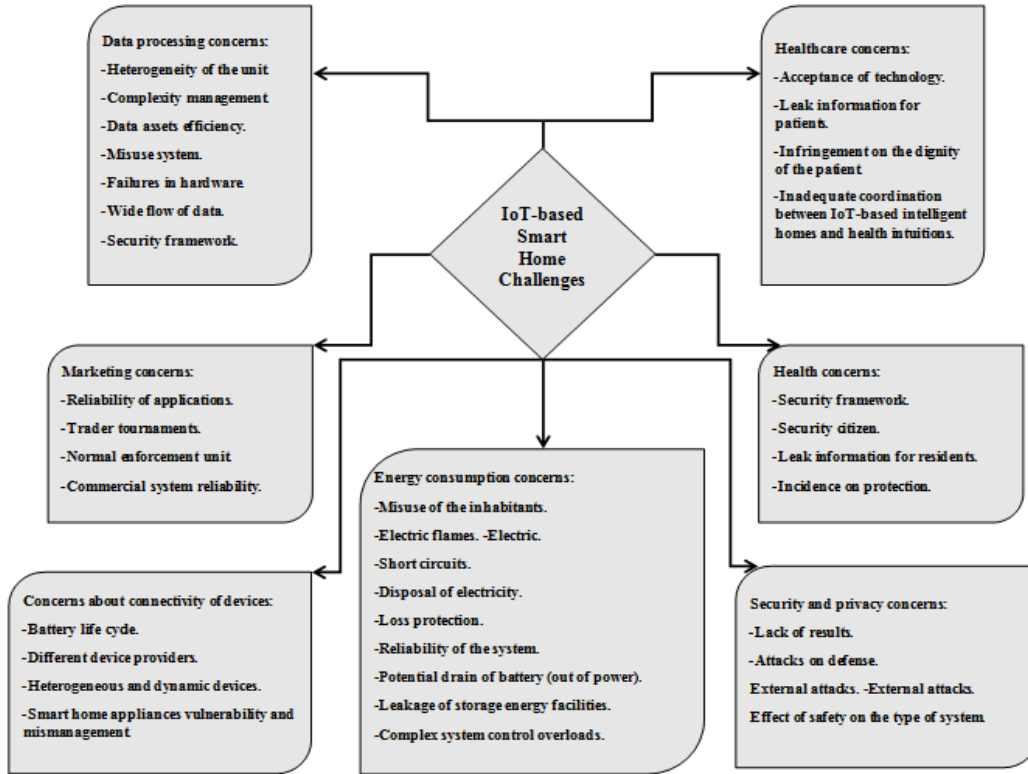 Data processing concerns:
-Heterogeneity of the unit.
-Complexity management.
-Data assets efficiency.
-Misuse system.
-Failures in hardware.
-Wide flow of data.
-Security framework.
Healthcare concerns:
-Acceptance of technology.
-Leak information for
patients.
-Infringement on the dignity
of the patient.
-Inadequate coordination
between IoT-based intelligent
homes and health intuitions.
IoT-based
Smart
Home
Challenges
Marketing concerns:
-Reliability of applications.
-Trader tournaments.
-Normal enforcement unit.
-Commercial system reliability.
Health concerns:
-Security framework.
-Security citizen.
-Leak information for residents.
-Incidence on protection.
Energy consumption concerns:
-Misuse of the inhabitants.
-Electric flames. -Electric.
-Short circuits.
-Disposal of electricity.
-Loss protection.
-Reliability of the system.
-Potential drain of battery (out of power).
-Leakage of storage energy facilities.
-Complex system control overloads.
Concerns about connectivity of devices:
-Battery life cycle.
-Different device providers.
-Heterogeneous and dynamic devices.
-Smart home appliances vulnerability and
mismanagement.
Security and privacy concerns:
-Lack of results.
-Attacks on defense.
External attacks. -External attacks.
Effect of safety on the type of system.